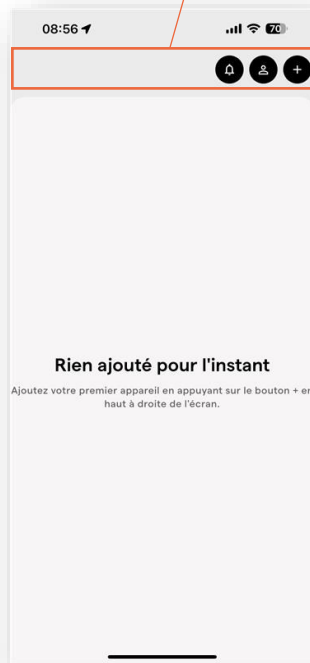 08:56
70
Rien ajouté pour l'instant
Ajoutez votre premier appareil en appuyant sur le bouton + en
haut à droite de l'écran.